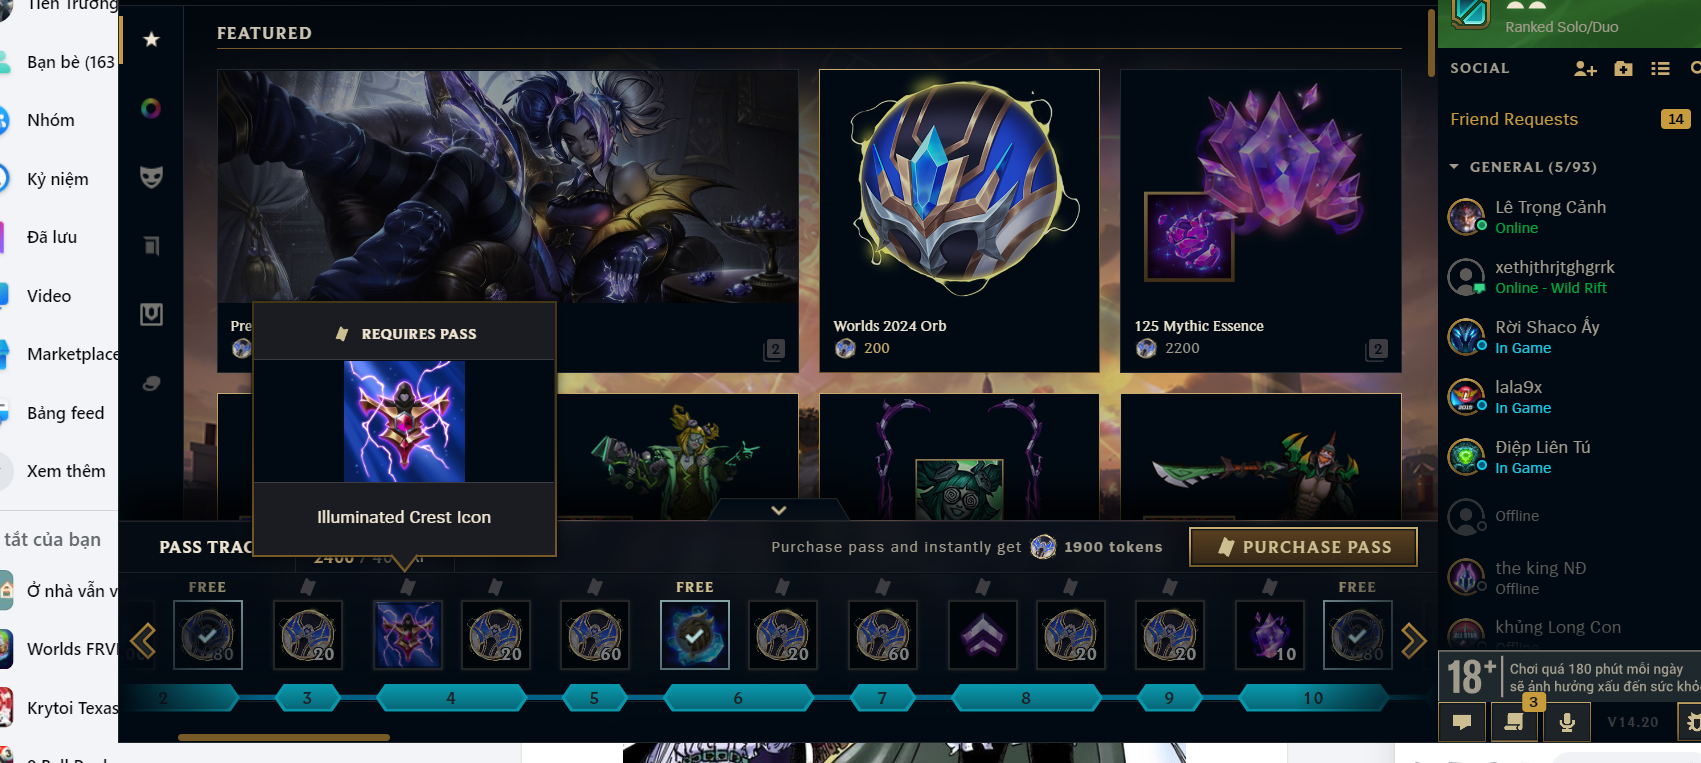 Bạn bè (163
Nhóm
Kỷ niệm
Đã lưu
Video
Marketplace
Bảng feed
Xem thêm
tắt của bạn
Ở nhà vẫn v
Worlds FRVI
Krytoi Texas
FEATURED
Pre
2
Worlds 2024 Orb
200
125 Mythic Essence
2200
2
REQUIRES PASS
Illuminated Crest Icon
PASS TRAC
2400 / 40
Purchase pass and instantly get
1900 tokens
PURCHASE PASS
FREE
FREE
FREE
80
20
20
60
20
60
20
20
10
80
2
3
4
5
6
7
8
9
10
Ranked Solo/Duo
SOCIAL
Friend Requests
14
GENERAL (5/93)
Lê Trọng Cảnh
Online
xethjthrjtghgrrk
Online - Wild Rift
Rời Shaco Ấy
In Game
lala9x
In Game
Điệp Liên Tú
In Game
Offline
the king NĐ
Offline
khủng Long Con
18+
Chơi quá 180 phút mỗi ngày
sẽ ảnh hưởng xấu đến sức khỏ
3
V14.20